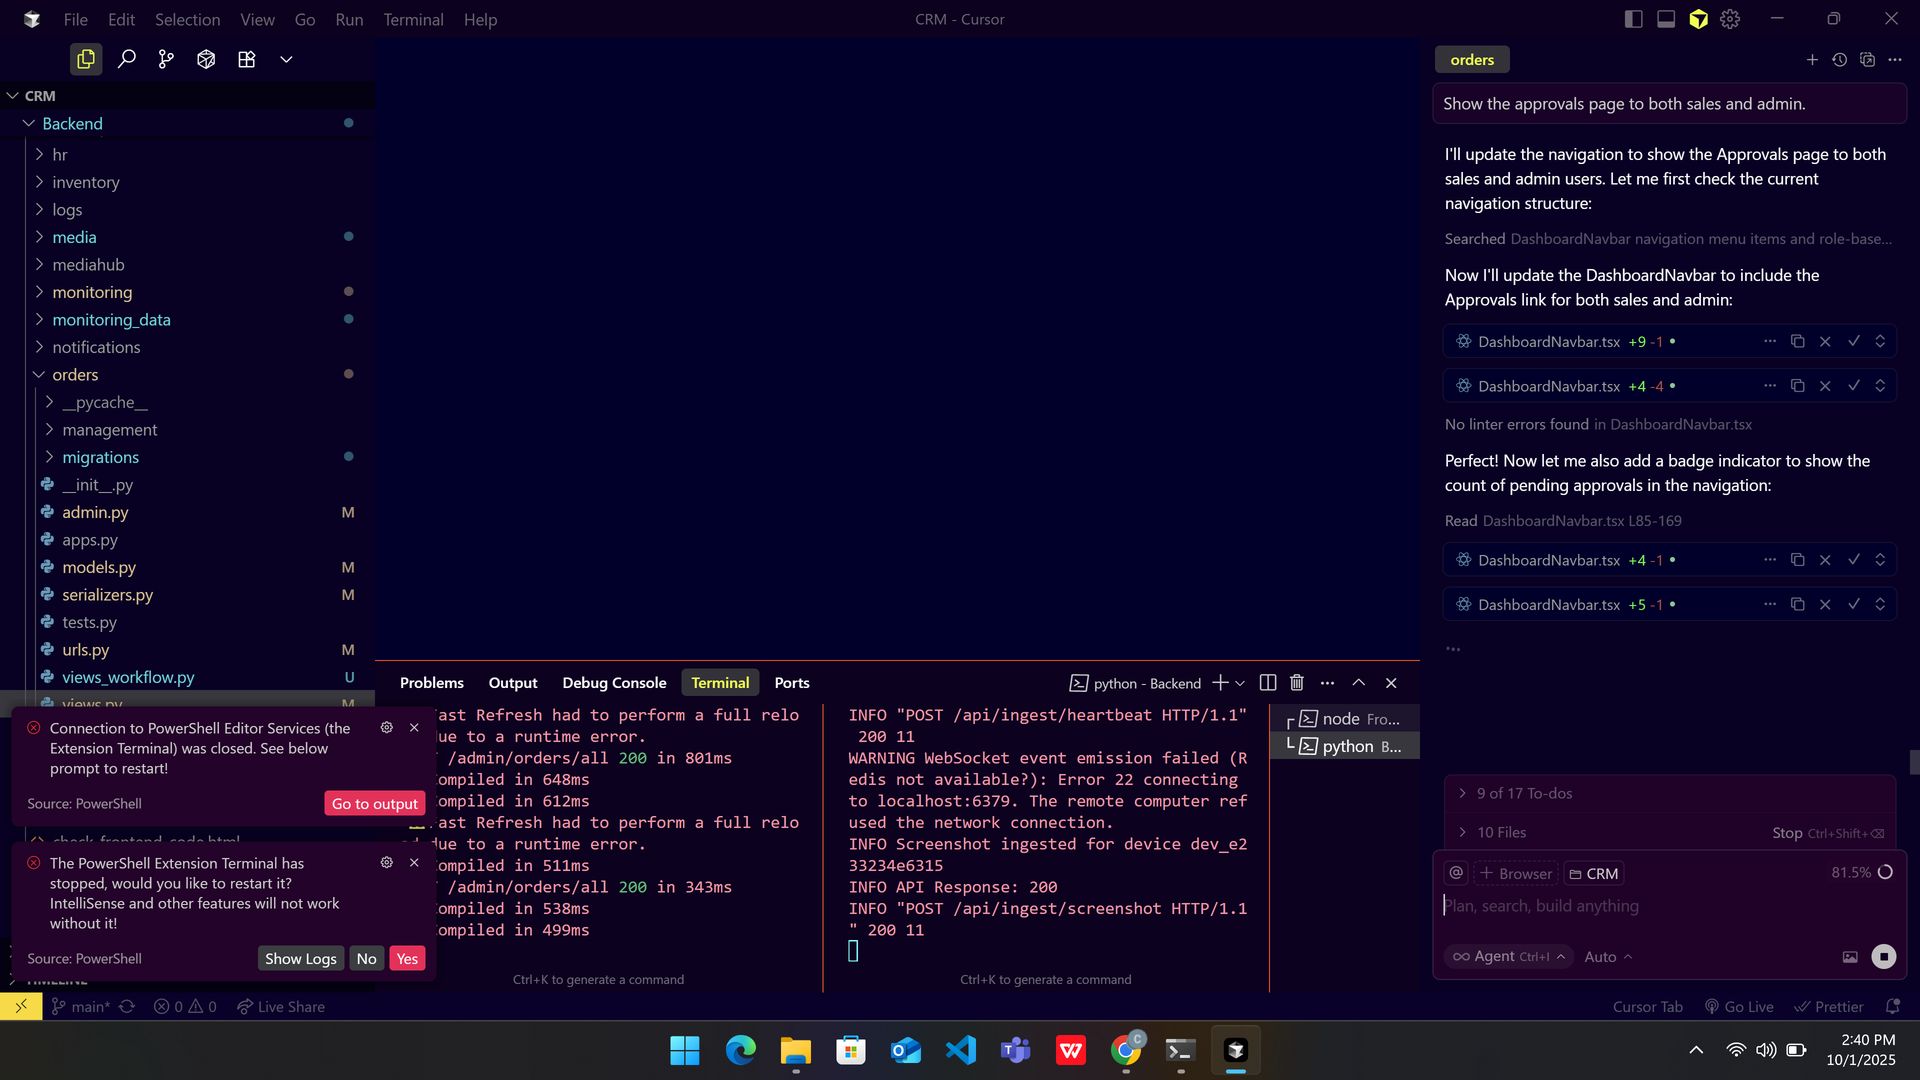 File Edit Selection View Go Run Terminal Help
CRM - Cursor
CRM
Backend
hr
inventory
logs
media
mediahub
monitoring
monitoring_data
notifications
orders
__pycache__
management
migrations
__init__.py
admin.py M
apps.py
models.py M
serializers.py M
tests.py
urls.py M
views_workflow.py U
views.py M
Connection to PowerShell Editor Services (the
Extension Terminal) was closed. See below
prompt to restart!
Source: PowerShell
Go to output
check_frontend_code.html
The PowerShell Extension Terminal has
stopped, would you like to restart it?
IntelliSense and other features will not work
without it!
Source: PowerShell
Show Logs No Yes
TIMELINE
Problems Output Debug Console Terminal Ports
python - Backend
ast Refresh had to perform a full relo
due to a runtime error.
/admin/orders/all 200 in 801ms
ompiled in 648ms
ompiled in 612ms
ast Refresh had to perform a full relo
due to a runtime error.
ompiled in 511ms
/admin/orders/all 200 in 343ms
ompiled in 538ms
ompiled in 499ms
Ctrl+K to generate a command
INFO "POST /api/ingest/heartbeat HTTP/1.1"
200 11
WARNING WebSocket event emission failed (R
edis not available?): Error 22 connecting
to localhost:6379. The remote computer ref
used the network connection.
INFO Screenshot ingested for device dev_e2
33234e6315
INFO API Response: 200
INFO "POST /api/ingest/screenshot HTTP/1.1
" 200 11
Ctrl+K to generate a command
node Fro...
python B...
orders
Show the approvals page to both sales and admin.
I'll update the navigation to show the Approvals page to both
sales and admin users. Let me first check the current
navigation structure:
Searched DashboardNavbar navigation menu items and role-base...
Now I'll update the DashboardNavbar to include the
Approvals link for both sales and admin:
DashboardNavbar.tsx +9 -1
DashboardNavbar.tsx +4 -4
No linter errors found in DashboardNavbar.tsx
Perfect! Now let me also add a badge indicator to show the
count of pending approvals in the navigation:
Read DashboardNavbar.tsx L85-169
DashboardNavbar.tsx +4 -1
DashboardNavbar.tsx +5 -1
...
9 of 17 To-dos
10 Files
Stop Ctrl+Shift+⌫
@ + Browser CRM 81.5%
Plan, search, build anything
Agent Ctrl+I Auto
main* 0 0 Live Share
Cursor Tab Go Live Prettier
2:40 PM
10/1/2025